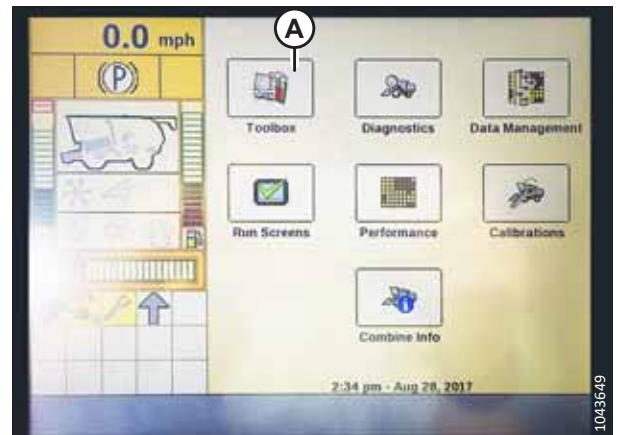 A
0.0 mph
(P)
Toolbox
Diagnostics
Data Management
Run Screens
Performance
Calibrations
Combine Info
2:34 pm - Aug 28, 2017
1043649